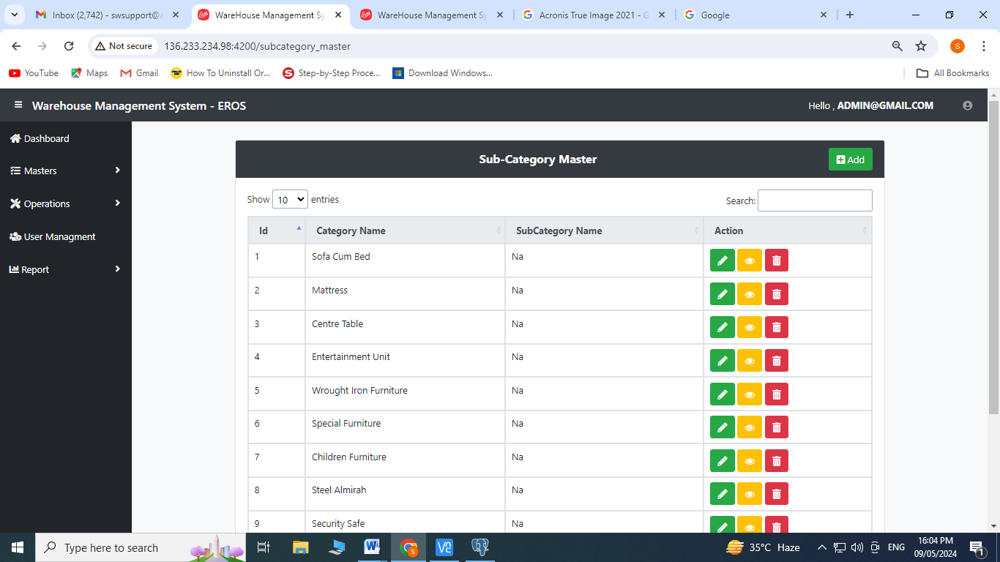 Inbox (2,742) - swsupport@a
WareHouse Management Sy
WareHouse Management Sy
Acronis True Image 2021 - G
Google
Not secure
136.233.234.98:4200/subcategory_master
S
YouTube
Maps
Gmail
How To Uninstall Or...
Step-by-Step Proce...
Download Windows...
All Bookmarks
Warehouse Management System - EROS
Hello , ADMIN@GMAIL.COM
Dashboard
Masters
Operations
User Managment
Report
Sub-Category Master
Add
Show 10 entries
Search:
Id Category Name SubCategory Name Action
1 Sofa Cum Bed Na
2 Mattress Na
3 Centre Table Na
4 Entertainment Unit Na
5 Wrought Iron Furniture Na
6 Special Furniture Na
7 Children Furniture Na
8 Steel Almirah Na
9 Security Safe Na
Type here to search
35°C Haze
ENG
16:04 PM
09/05/2024
1